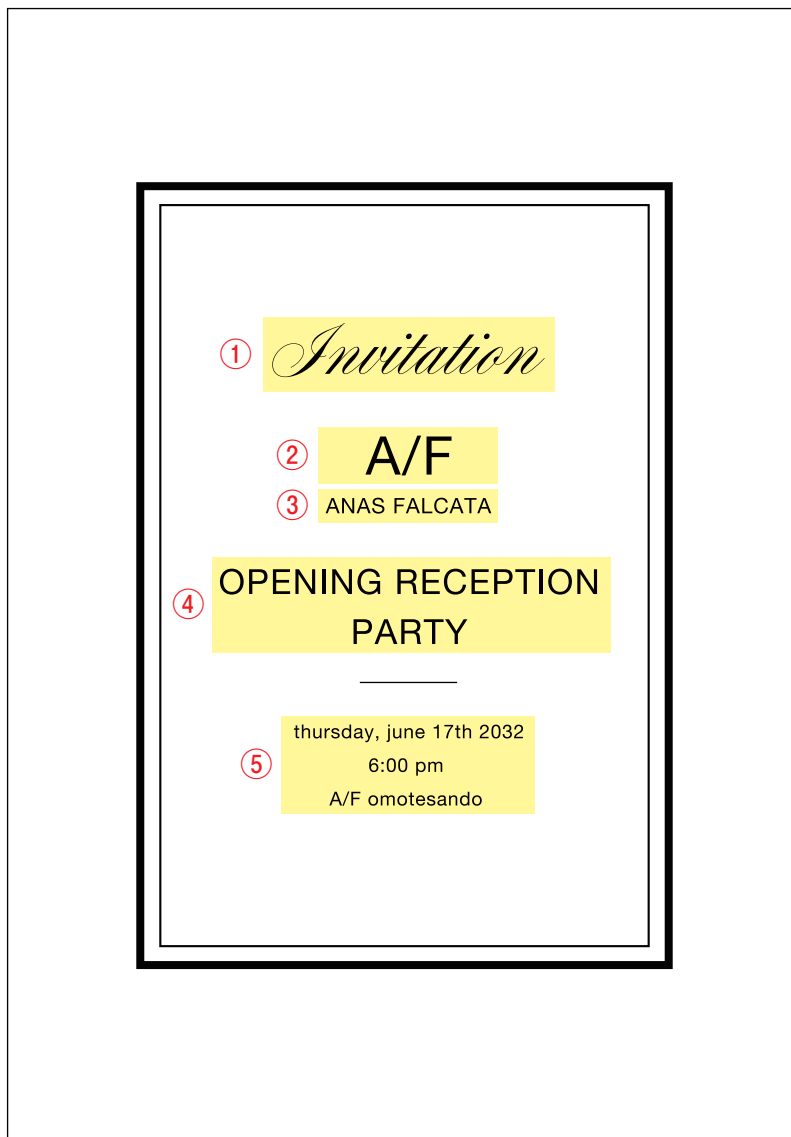 ① Invitation
② A/F
③ ANAS FALCATA
④ OPENING RECEPTION
PARTY
thursday, june 17th 2032
⑤ 6:00 pm
A/F omotesando